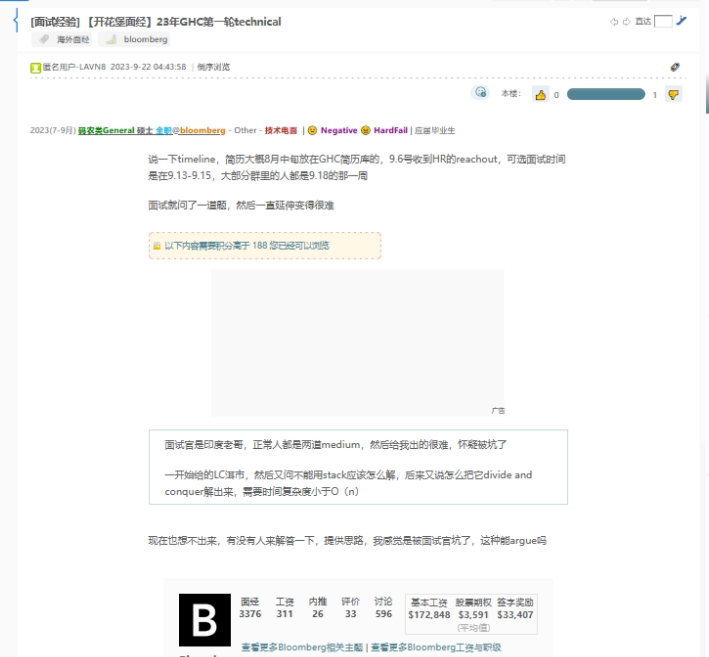 [面试经验] 【开花堡面经】23年GHC第一轮technical
直达
海外面经 bloomberg
匿名用户-LAVN8 2023-9-22 04:43:58 | 倒序浏览
本楼: 0 1
2023(7-9月) 码农类General 硕士 全职@bloomberg - Other - 技术电面 | Negative HardFail | 应届毕业生
说一下timeline，简历大概8月中旬放在GHC简历库的，9.6号收到HR的reachout，可选面试时间
是在9.13-9.15，大部分群里的人都是9.18的那一周
面试就问了一道题，然后一直延伸变得很难
以下内容需要积分高于 188 您已经可以浏览
广告
面试官是印度老哥，正常人都是两道medium，然后给我出的很难，怀疑被坑了
一开始给的LC洱市，然后又问不能用stack应该怎么解，后来又说怎么把它divide and
conquer解出来，需要时间复杂度小于O（n）
现在也想不出来，有没有人来解答一下，提供思路，我感觉是被面试官坑了，这种能argue吗
B
面经 工资 内推 评价 讨论
3376 311 26 33 596
基本工资 股票期权 签字奖励
$172,848 $3,591 $33,407
(平均值)
查看更多Bloomberg相关主题 | 查看更多Bloomberg工资与职级